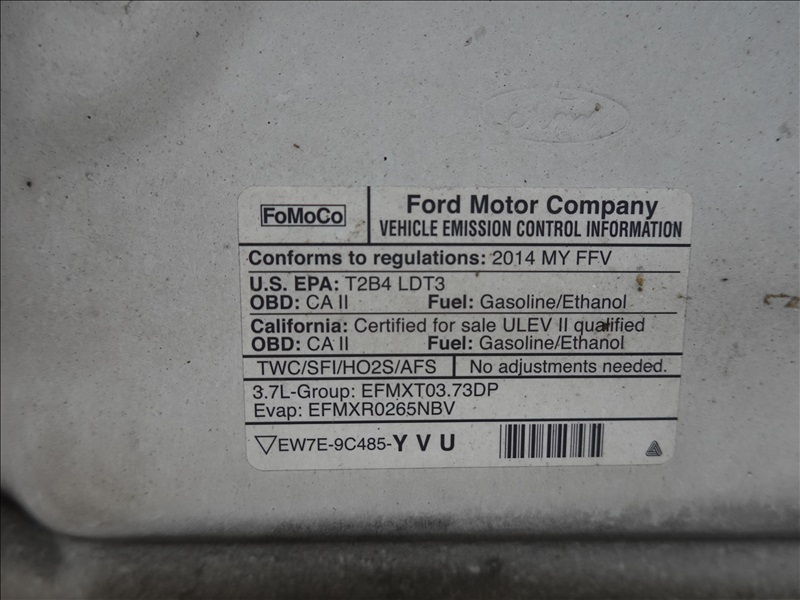 Ford
FoMoCo
Ford Motor Company
VEHICLE EMISSION CONTROL INFORMATION
Conforms to regulations: 2014 MY FFV
U.S. EPA: T2B4 LDT3
OBD: CA II Fuel: Gasoline/Ethanol
California: Certified for sale ULEV II qualified
OBD: CA II Fuel: Gasoline/Ethanol
TWC/SFI/HO2S/AFS No adjustments needed.
3.7L-Group: EFMXT03.73DP
Evap: EFMXR0265NBV
EW7E-9C485-YVU